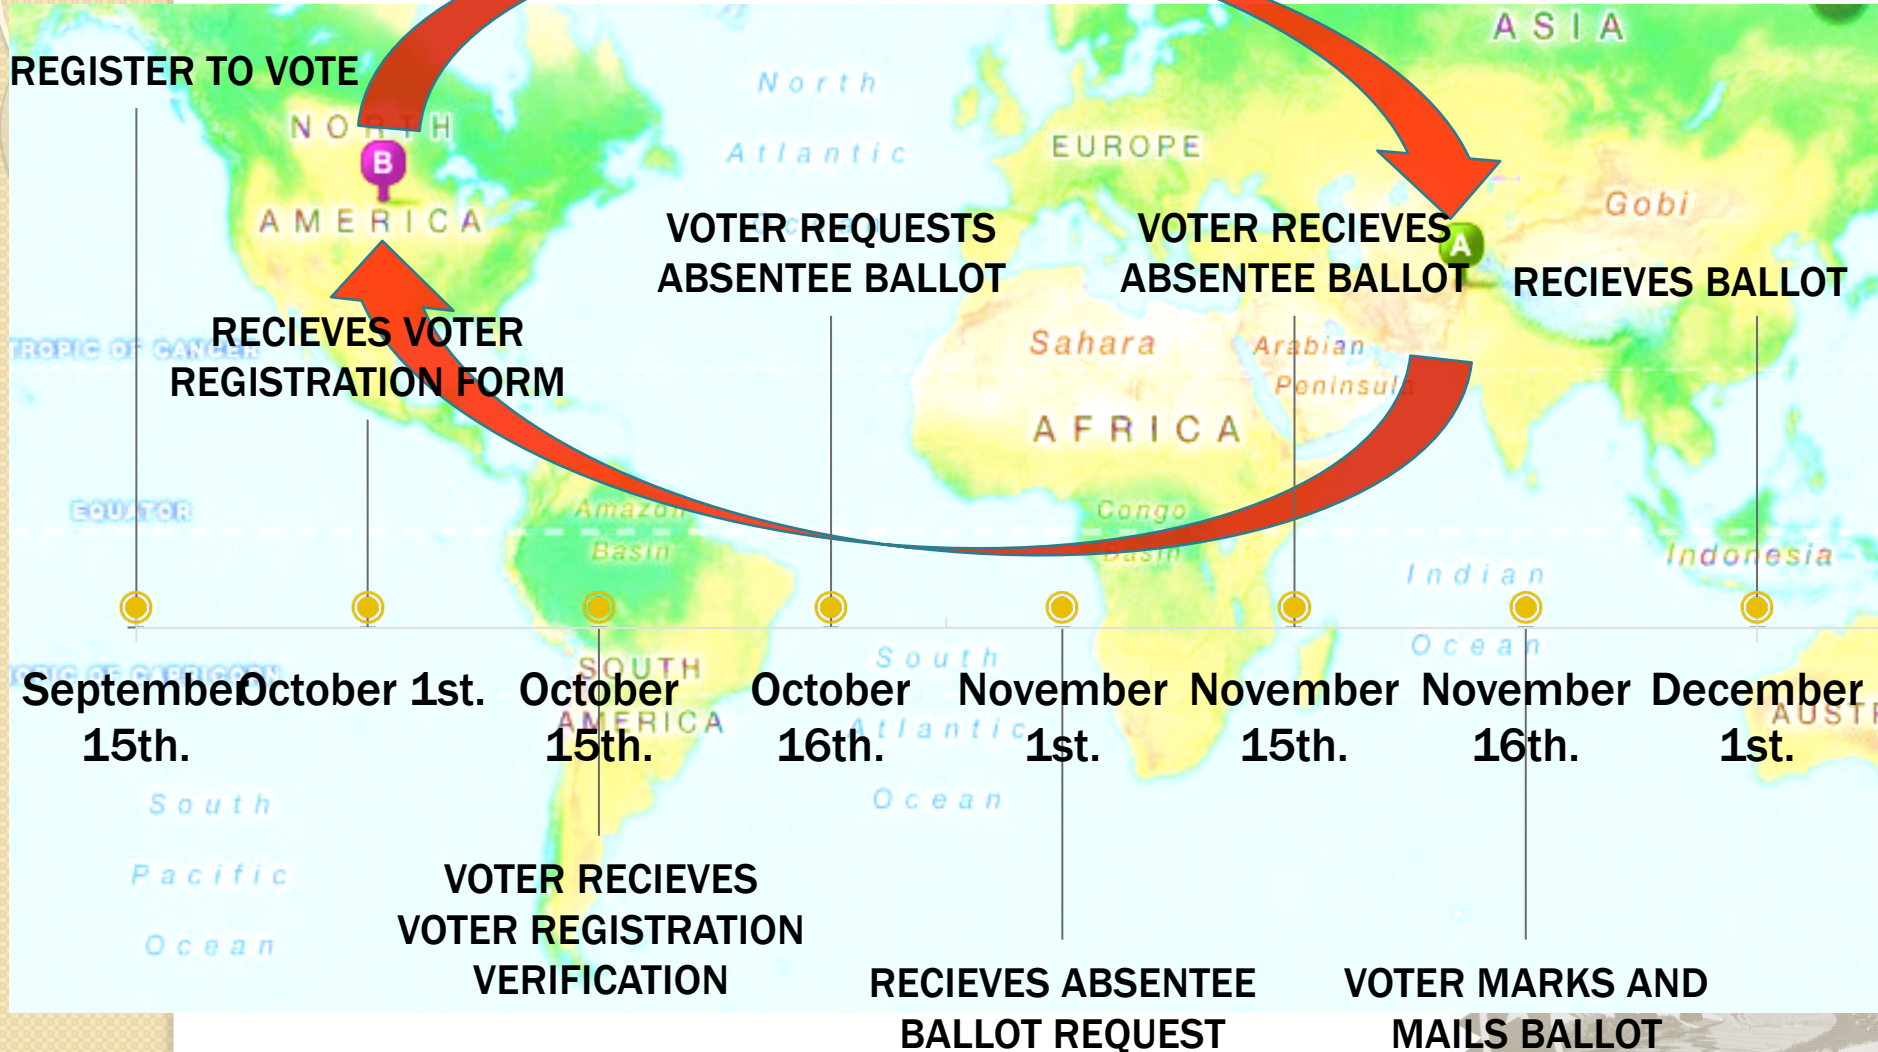 ASIA
REGISTER TO VOTE
North
Atlantic
NORTH
AMERICA
B
EUROPE
Gobi
VOTER REQUESTS
ABSENTEE BALLOT
VOTER RECIEVES
ABSENTEE BALLOT
A
RECIEVES BALLOT
RECIEVES VOTER
REGISTRATION FORM
TROPIC OF CANCER
Sahara
Arabian
Peninsula
AFRICA
EQUATOR
Amazon
Basin
Congo
Basin
Indian
Ocean
Indonesia
SOUTH
AMERICA
South
Atlantic
Ocean
September
15th.
October 1st.
October
15th.
October
16th.
November
1st.
November
15th.
November
16th.
December
1st.
South
Pacific
Ocean
VOTER RECIEVES
VOTER REGISTRATION
VERIFICATION
RECIEVES ABSENTEE
BALLOT REQUEST
VOTER MARKS AND
MAILS BALLOT